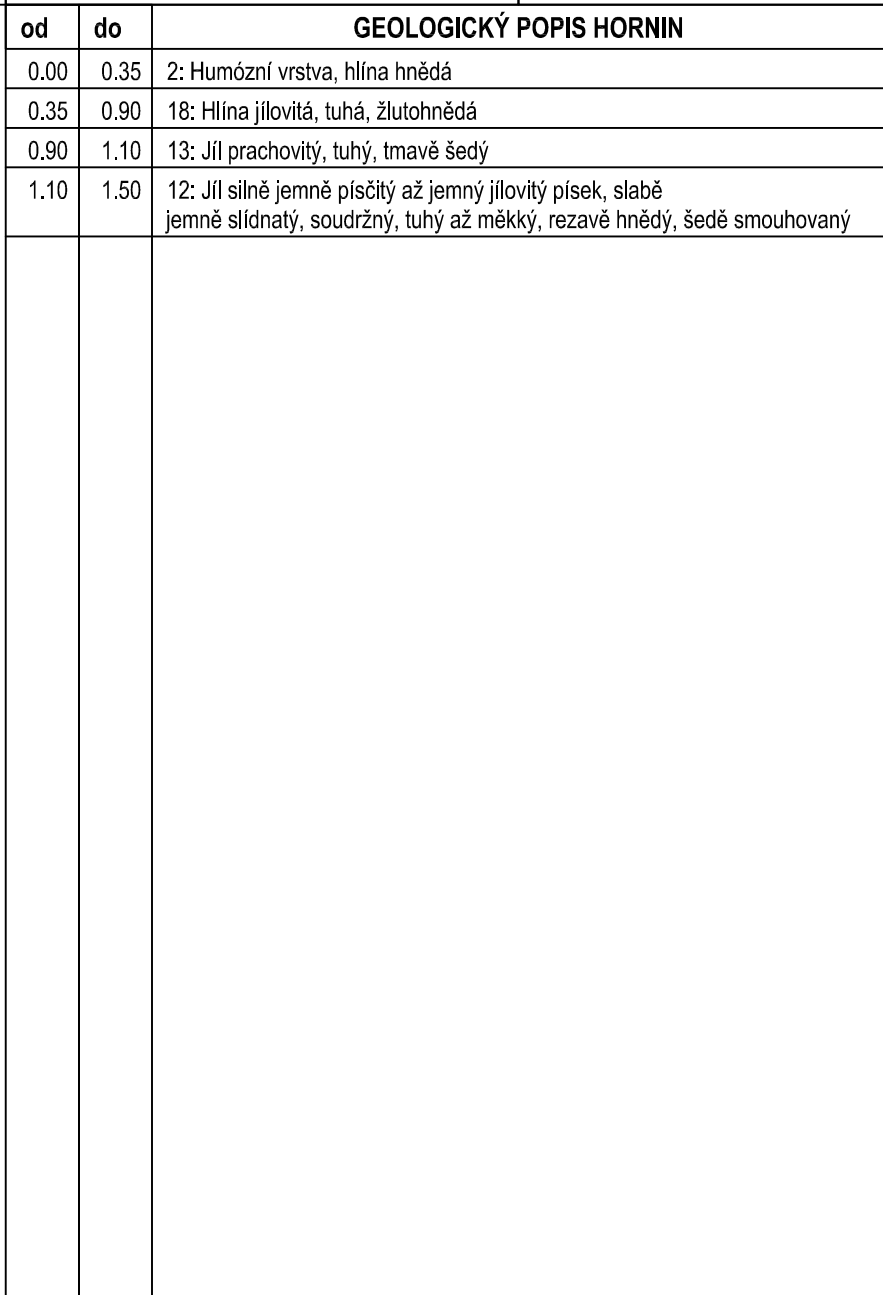 od do GEOLOGICKÝ POPIS HORNIN
0.00 0.35 2: Humózní vrstva, hlína hnědá
0.35 0.90 18: Hlína jílovitá, tuhá, žlutohnědá
0.90 1.10 13: Jíl prachovitý, tuhý, tmavě šedý
1.10 1.50 12: Jíl silně jemně písčitý až jemný jílovitý písek, slabě
jemně slídnatý, soudržný, tuhý až měkký, rezavě hnědý, šedě smouhovaný